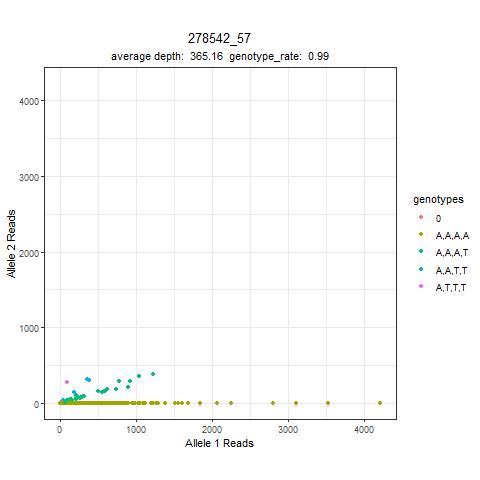 278542_57
average depth:  365.16  genotype_rate:  0.99
4000
3000
2000
1000
0
Allele 2 Reads
0
1000
2000
3000
4000
Allele 1 Reads
genotypes
0
A,A,A,A
A,A,A,T
A,A,T,T
A,T,T,T